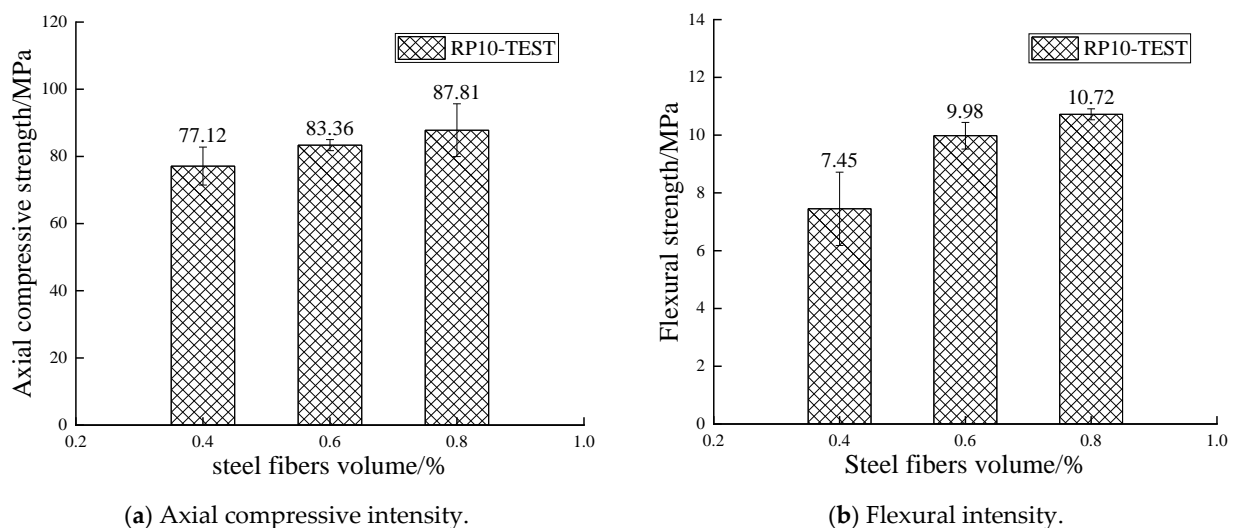 120
100
80
60
40
20
0
Axial compressive strength/MPa
RP10-TEST
77.12
83.36
87.81
0.2 0.4 0.6 0.8 1.0
steel fibers volume/%
(a) Axial compressive intensity.
14
12
10
8
6
4
2
0
Flexural strength/MPa
RP10-TEST
7.45
9.98
10.72
0.2 0.4 0.6 0.8 1.0
Steel fibers volume/%
(b) Flexural intensity.